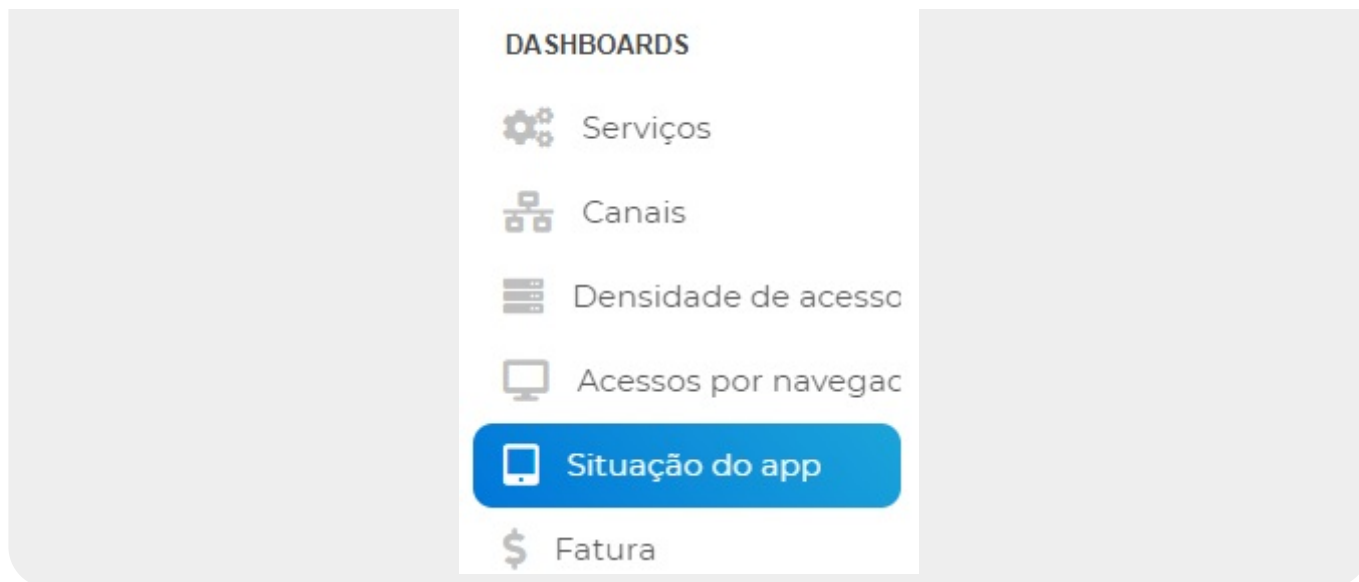 DASHBOARDS
Serviços
Canais
Densidade de acesso
Acessos por navegac
Situação do app
Fatura